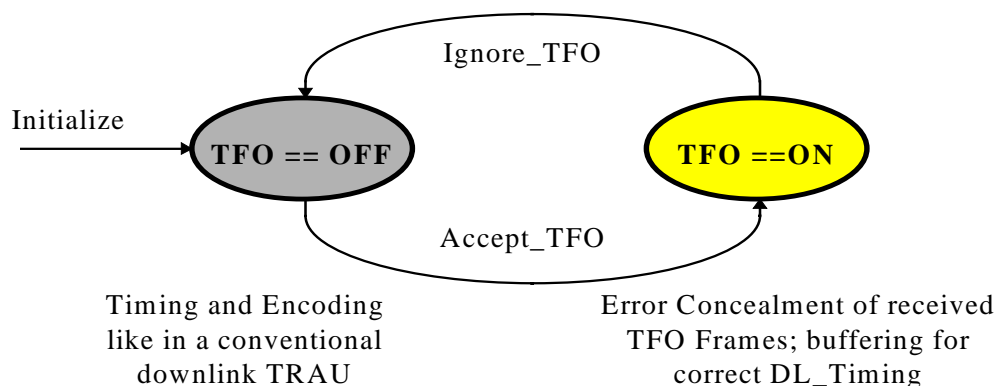 Ignore_TFO
Initialize
TFO == OFF
TFO ==ON
Accept_TFO
Timing and Encoding
like in a conventional
downlink TRAU
Error Concealment of received
TFO Frames; buffering for
correct DL_Timing